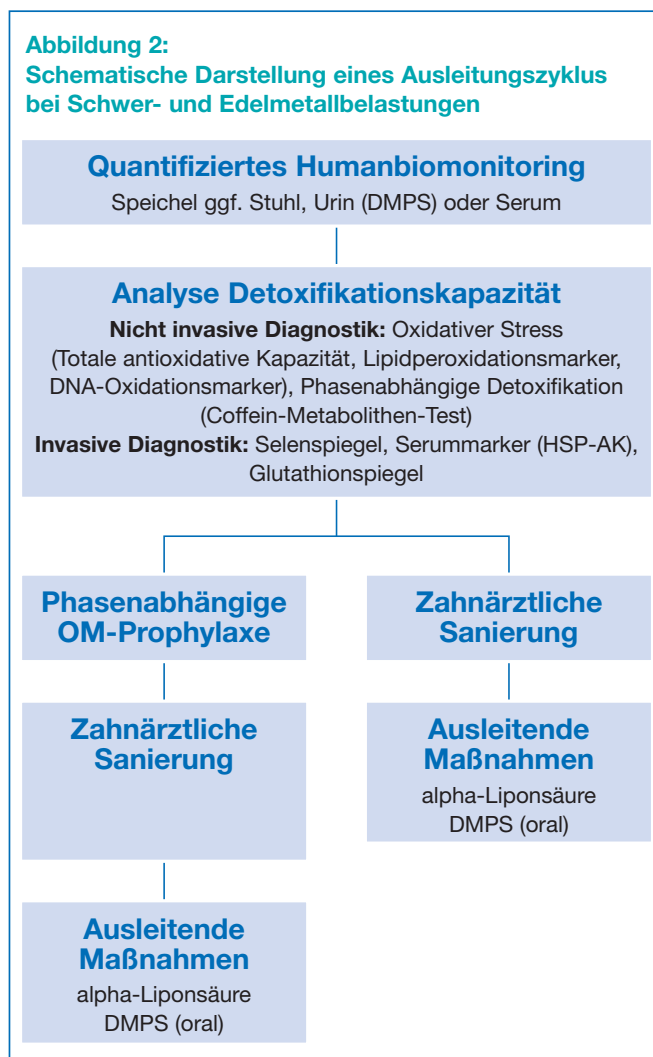 Abbildung 2:
Schematische Darstellung eines Ausleitungszyklus
bei Schwer- und Edelmetallbelastungen
Quantifiziertes Humanbiomonitoring
Speichel ggf. Stuhl, Urin (DMPS) oder Serum
Analyse Detoxifikationskapazität
Nicht invasive Diagnostik: Oxidativer Stress
(Totale antioxidative Kapazität, Lipidperoxidationsmarker,
DNA-Oxidationsmarker), Phasenabhängige Detoxifikation
(Coffein-Metabolithen-Test)
Invasive Diagnostik: Selenspiegel, Serummarker (HSP-AK),
Glutathionspiegel
Phasenabhängige
OM-Prophylaxe
Zahnärztliche
Sanierung
Zahnärztliche
Sanierung
Ausleitende
Maßnahmen
alpha-Liponsäure
DMPS (oral)
Ausleitende
Maßnahmen
alpha-Liponsäure
DMPS (oral)